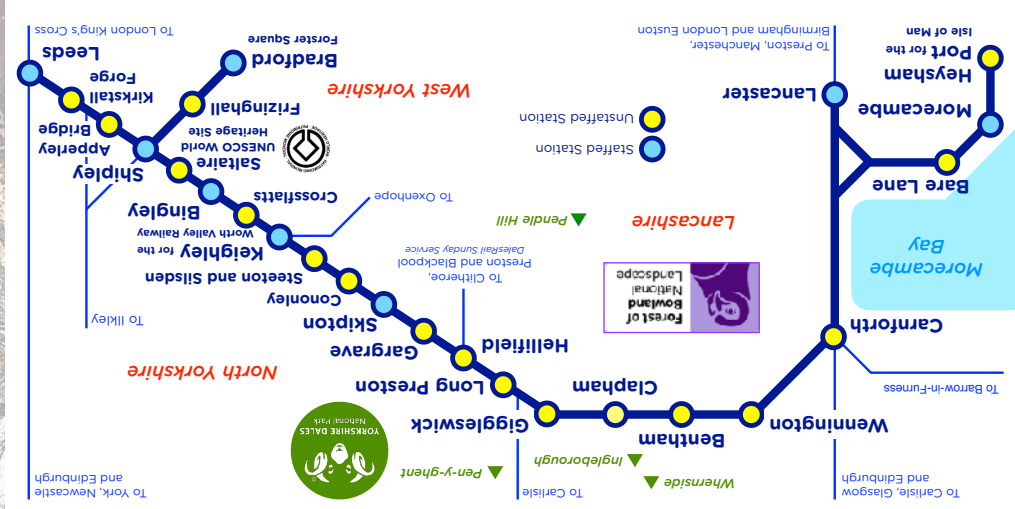 To Carlisle, Glasgow
and Edinburgh
Whernside
Ingleborough
To Carlisle
Pen-y-ghent
YORKSHIRE DALES
National Park
To York, Newcastle
and Edinburgh
Wennington
Bentham
Clapham
Giggleswick
Long Preston
Hellifield
Gargrave
Skipton
Cononley
Steeton and Silsden
Keighley for the
Worth Valley Railway
Crossflatts
Bingley
Saltaire
UNESCO World
Heritage Site
Shipley
Frizinghall
Bradford
Forster Square
Apperley
Bridge
Kirkstall
Forge
Leeds
To London King's Cross
North Yorkshire
To Ilkley
To Barrow-in-Furness
Carnforth
Morecambe
Bay
Forest of
Bowland
National
Landscape
To Clitheroe,
Preston and Blackpool
DalesRail Sunday Service
To Oxenhope
Lancashire
Pendle Hill
Bare Lane
Morecambe
Heysham
Port for the
Isle of Man
Lancaster
To Preston, Manchester,
Birmingham and London Euston
Staffed Station
Unstaffed Station
West Yorkshire